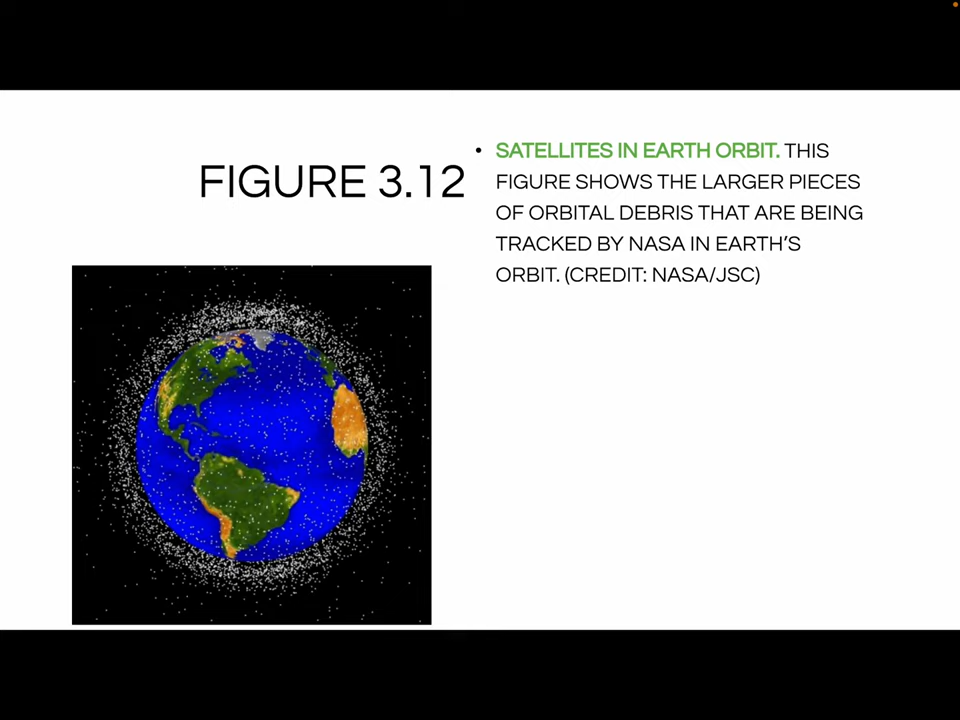 FIGURE 3.12
• SATELLITES IN EARTH ORBIT. THIS
FIGURE SHOWS THE LARGER PIECES
OF ORBITAL DEBRIS THAT ARE BEING
TRACKED BY NASA IN EARTH’S
ORBIT. (CREDIT: NASA/JSC)